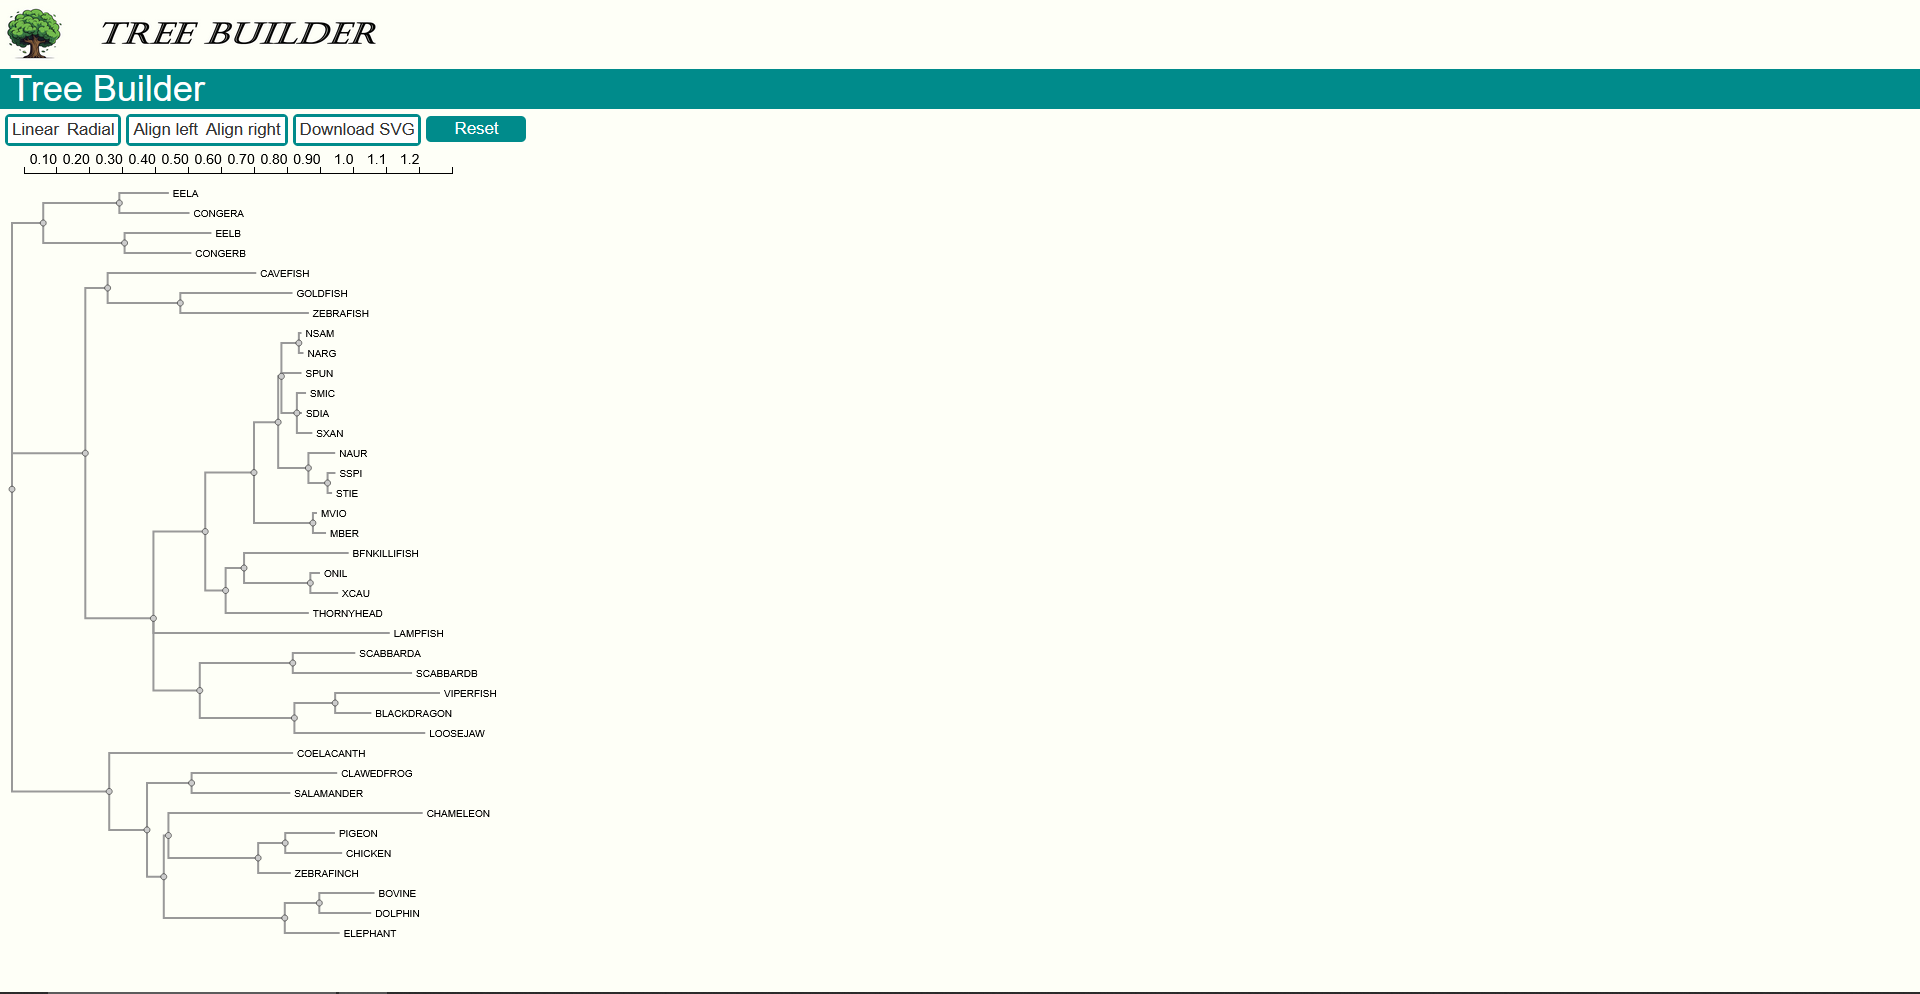 TREE BUILDER
Tree Builder
Linear Radial Align left Align right Download SVG Reset
0.10 0.20 0.30 0.40 0.50 0.60 0.70 0.80 0.90 1.0 1.1 1.2
EELA
CONGERA
EELB
CONGERB
CAVEFISH
GOLDFISH
ZEBRAFISH
NSAM
NARG
SPUN
SMIC
SDIA
SXAN
NAUR
SSPI
STIE
MVIO
MBER
BFNKILLIFISH
ONIL
XCAU
THORNYHEAD
LAMPFISH
SCABBARDA
SCABBARDB
VIPERFISH
BLACKDRAGON
LOOSEJAW
COELACANTH
CLAWEDFROG
SALAMANDER
CHAMELEON
PIGEON
CHICKEN
ZEBRAFINCH
BOVINE
DOLPHIN
ELEPHANT